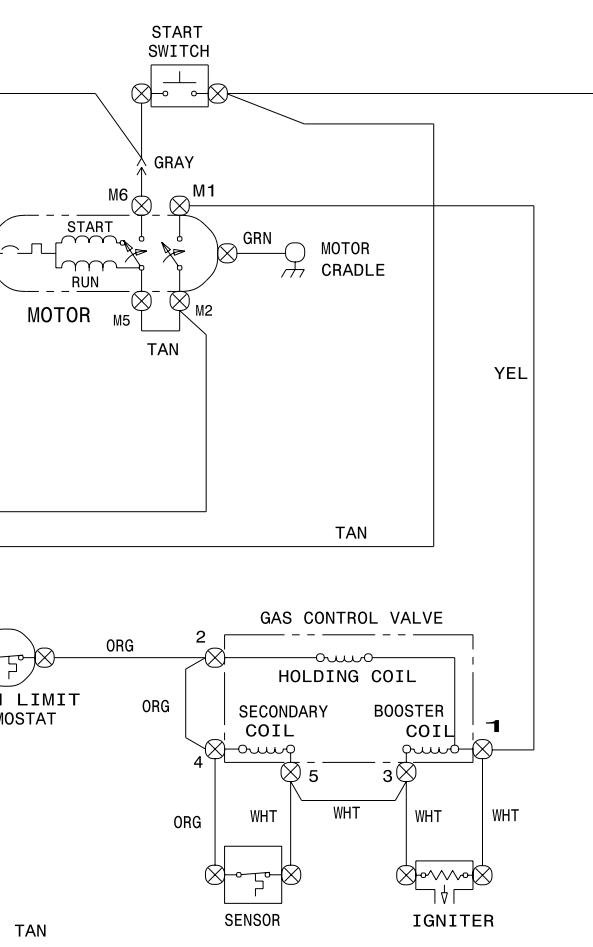 START
SWITCH
GRAY
M6
M1
START
GRN
MOTOR
CRADLE
RUN
MOTOR
M5
M2
TAN
YEL
TAN
GAS CONTROL VALVE
2
ORG
HOLDING COIL
LIMIT
MOSTAT
ORG
SECONDARY
COIL
BOOSTER
COIL
1
4
5
3
ORG
WHT
WHT
WHT
WHT
SENSOR
IGNITER
TAN